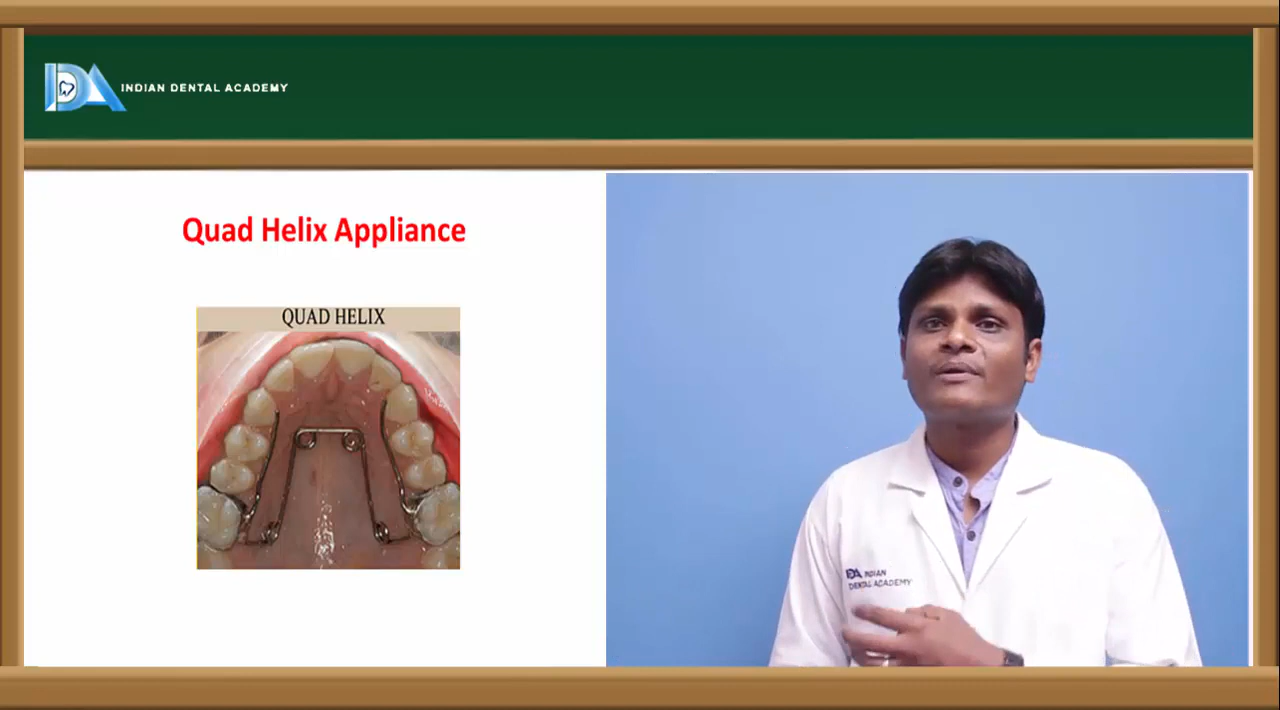 INDIAN DENTAL ACADEMY
Quad Helix Appliance
QUAD HELIX
INDIAN
DENTAL ACADEMY